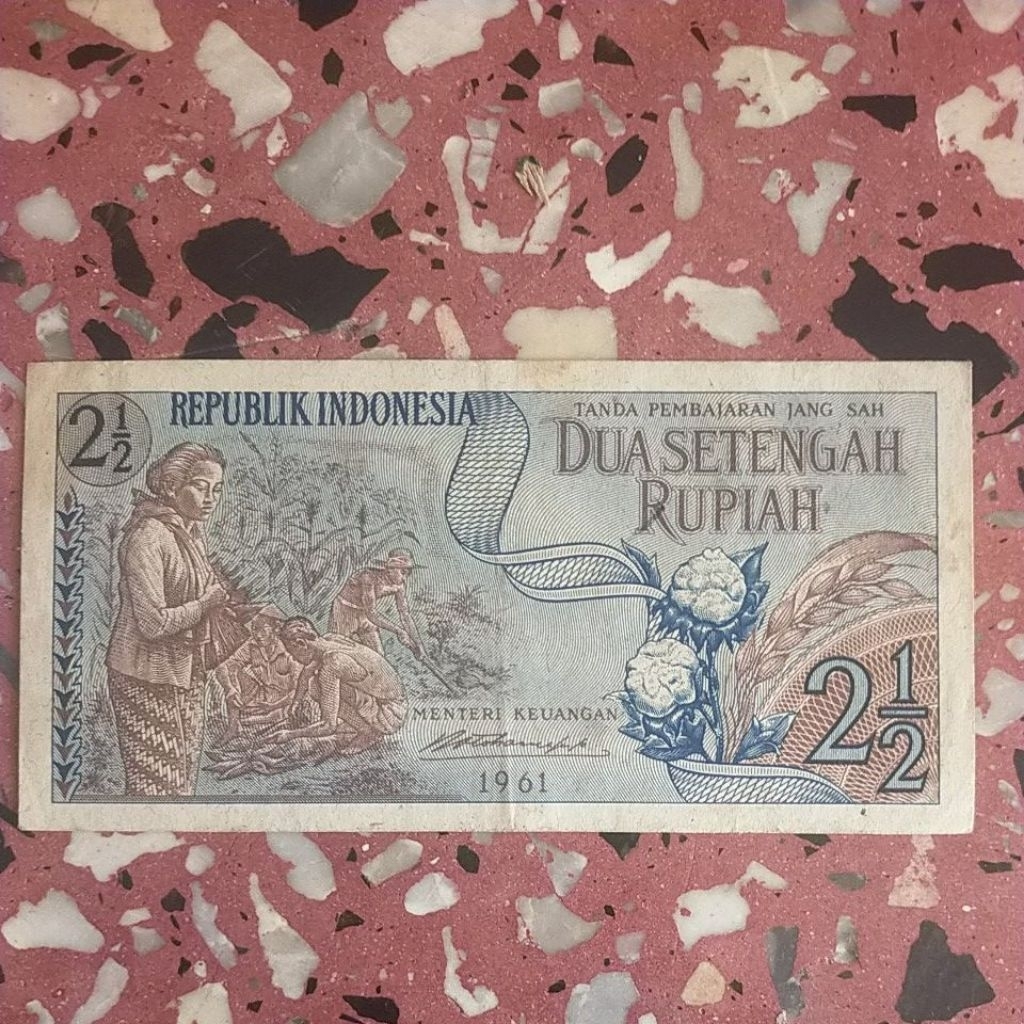 2½
REPUBLIK INDONESIA
TANDA PEMBAJARAN JANG SAH
DUA SETENGAH
RUPIAH
MENTERI KEUANGAN
1961
2½